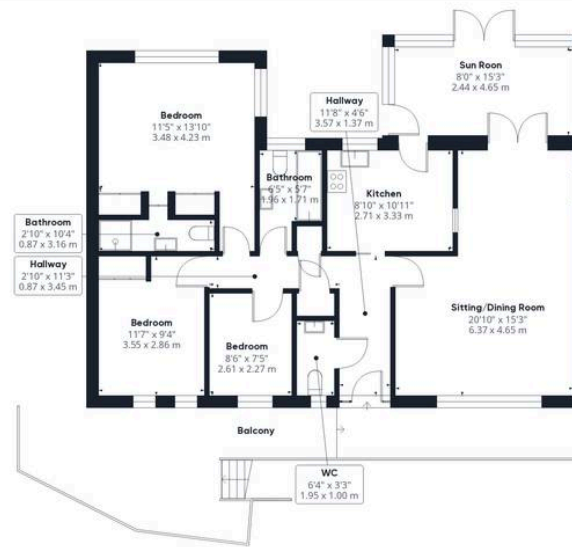 Sun Roon
8'0" x 15'3"
2.44 x 4.65 m
Hallway
11'8" x 4'6"
3.57 x 1.37 m
Bedroom
11'5" x 13'10"
3.48 x 4.23 m
Bathroom
6'5" x 5'7"
1.96 x 1.71 m
Kitchen
8'10" x 10'11"
2.71 x 3.33 m
Bathroom
2'10" x 10'4"
0.87 x 3.16 m
Hallway
2'10" x 11'3"
0.87 x 3.45 m
Sitting/Dining Room
20'10" x 15'3"
6.37 x 4.65 m
Bedroom
11'7" x 9'4"
3.55 x 2.86 m
Bedroom
8'6" x 7'5"
2.61 x 2.27 m
Balcony
WC
6'4" x 3'3"
1.95 x 1.00 m